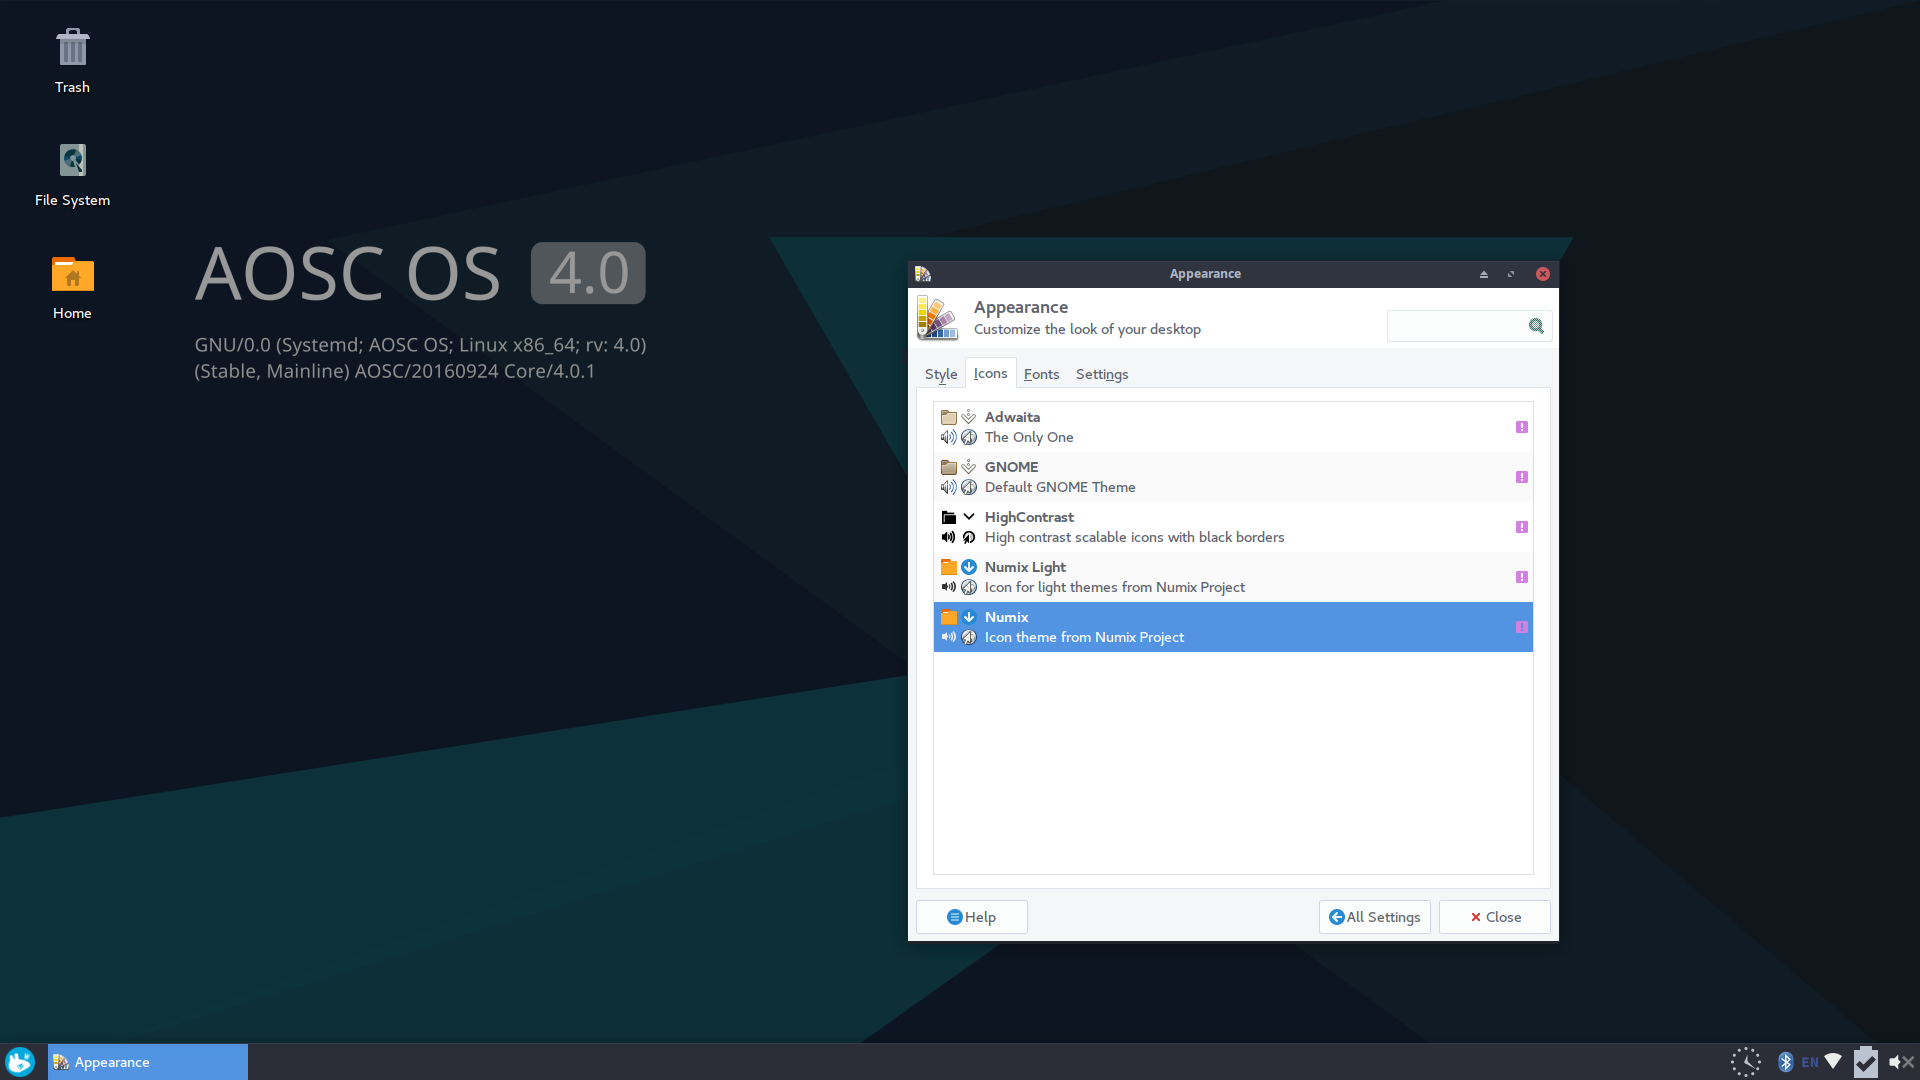 Trash
File System
Home
AOSC OS 4.0
GNU/0.0 (Systemd; AOSC OS; Linux x86_64; rv: 4.0)
(Stable, Mainline) AOSC/20160924 Core/4.0.1
Appearance
Appearance
Customize the look of your desktop
Style Icons Fonts Settings
Adwaita
The Only One
GNOME
Default GNOME Theme
HighContrast
High contrast scalable icons with black borders
Numix Light
Icon for light themes from Numix Project
Numix
Icon theme from Numix Project
Help All Settings Close
Appearance EN